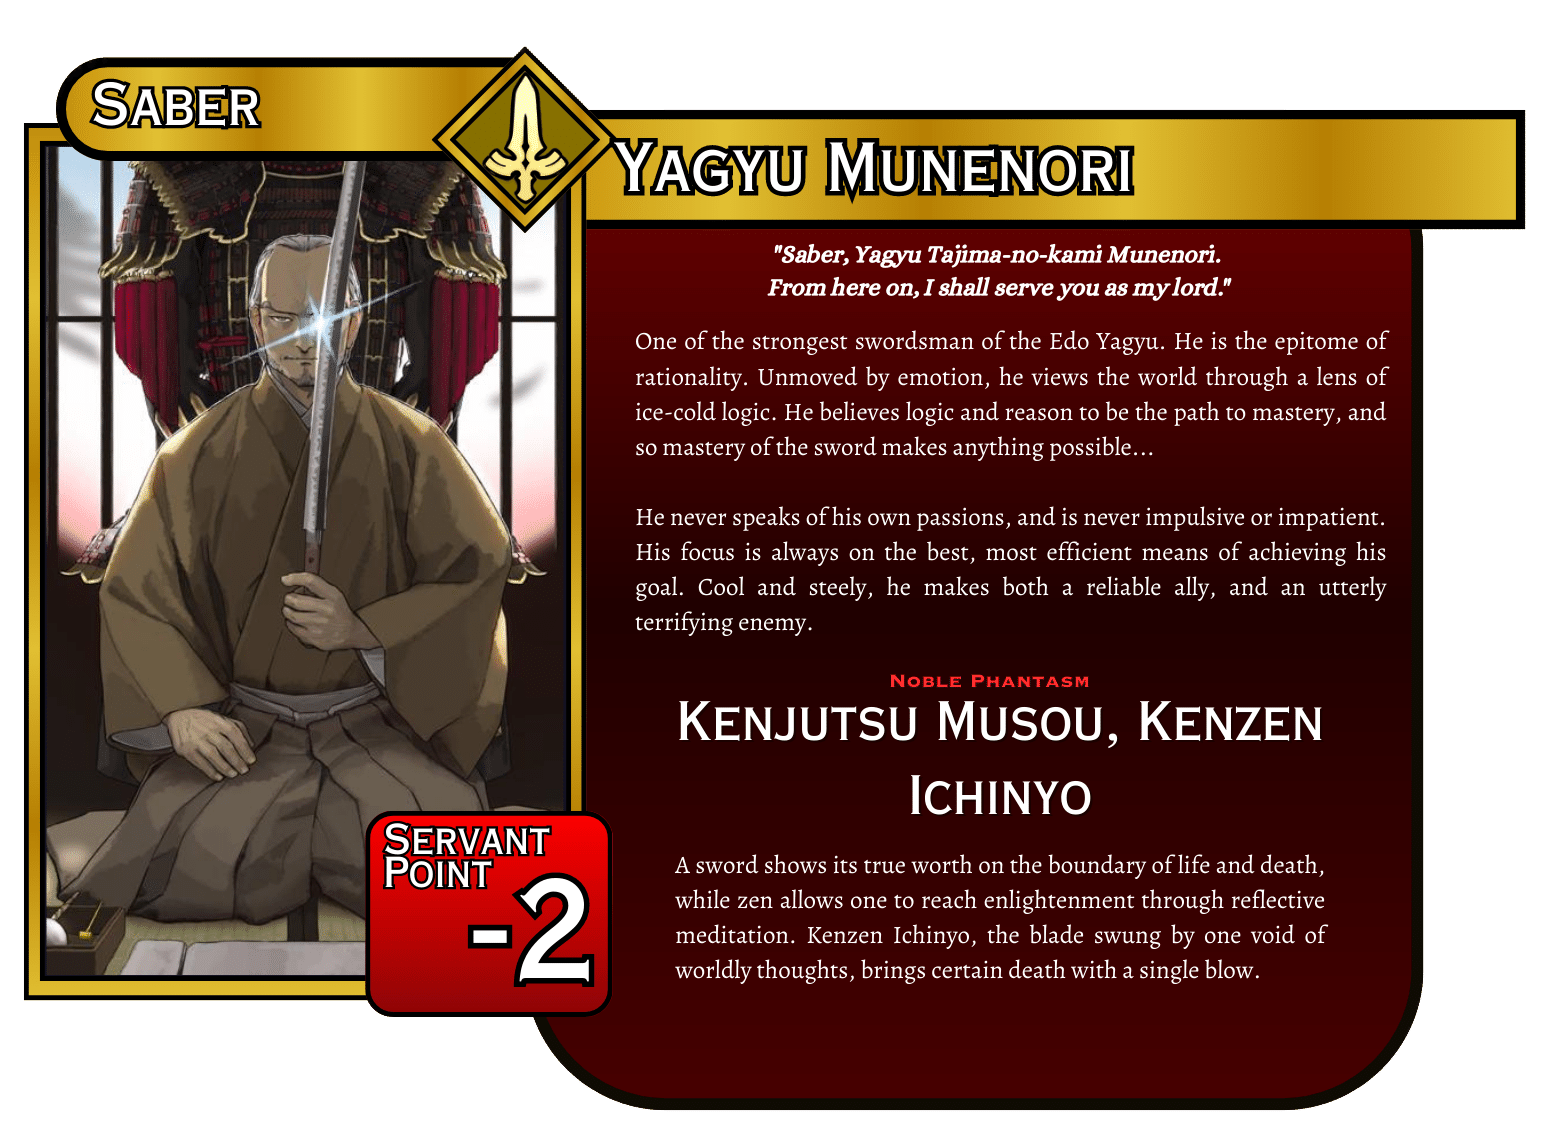 Saber
Yagyu Munenori
"Saber, Yagyu Tajima-no-kami Munenori.
From here on, I shall serve you as my lord."
One of the strongest swordsman of the Edo Yagyu. He is the epitome of
rationality. Unmoved by emotion, he views the world through a lens of
ice-cold logic. He believes logic and reason to be the path to mastery, and
so mastery of the sword makes anything possible...
He never speaks of his own passions, and is never impulsive or impatient.
His focus is always on the best, most efficient means of achieving his
goal. Cool and steely, he makes both a reliable ally, and an utterly
terrifying enemy.
Noble Phantasm
Kenjutsu Musou, Kenzen
Ichinyo
A sword shows its true worth on the boundary of life and death,
while zen allows one to reach enlightenment through reflective
meditation. Kenzen Ichinyo, the blade swung by one void of
worldly thoughts, brings certain death with a single blow.
Servant
Point
-2